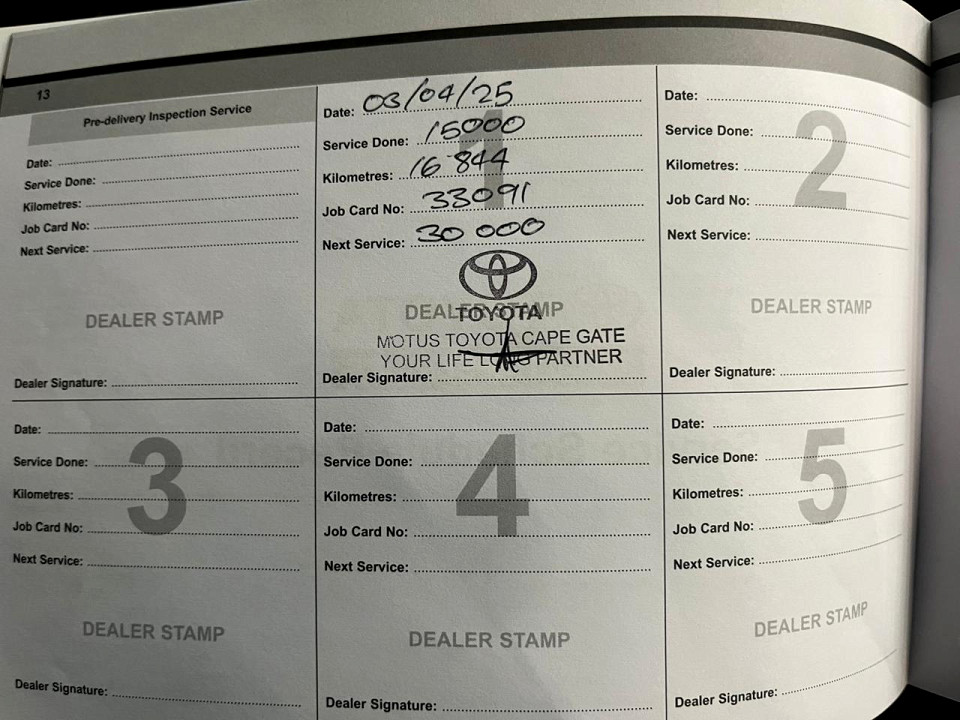 13
Pre-delivery Inspection Service
Date:
Service Done:
Kilometres:
Job Card No:
Next Service:
DEALER STAMP
Dealer Signature:
1
Date: 03/04/25
Service Done: 15000
Kilometres: 16 844
Job Card No: 33091
Next Service: 30 000
DEALER STAMP
TOYOTA
MOTUS TOYOTA CAPE GATE
YOUR LIFE LONG PARTNER
Dealer Signature:
2
Date:
Service Done:
Kilometres:
Job Card No:
Next Service:
DEALER STAMP
Dealer Signature:
3
Date:
Service Done:
Kilometres:
Job Card No:
Next Service:
DEALER STAMP
Dealer Signature:
4
Date:
Service Done:
Kilometres:
Job Card No:
Next Service:
DEALER STAMP
Dealer Signature:
5
Date:
Service Done:
Kilometres:
Job Card No:
Next Service:
DEALER STAMP
Dealer Signature: